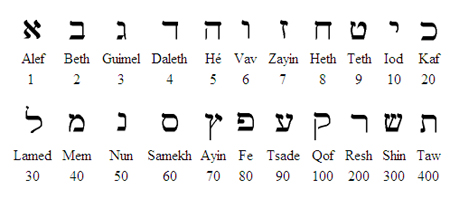 א ב ג ד ה ו ז ח ט י כ
Alef Beth Guimel Daleth Hé Vav Zayin Heth Teth Iod Kaf
1 2 3 4 5 6 7 8 9 10 20
ל מ נ ס ץ פ ע ק ר ש ת
Lamed Mem Nun Samekh Ayin Fe Tsade Qof Resh Shin Taw
30 40 50 60 70 80 90 100 200 300 400